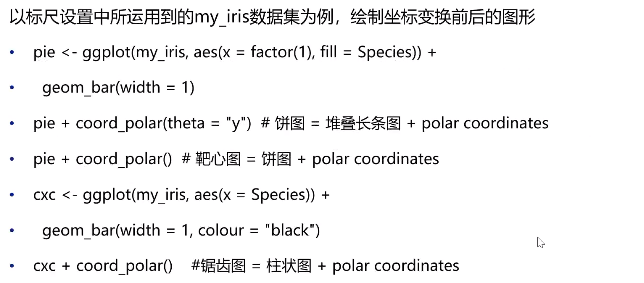 以标尺设置中所运用到的my_iris数据集为例，绘制坐标变换前后的图形
• pie <- ggplot(my_iris, aes(x = factor(1), fill = Species)) +
• geom_bar(width = 1)
• pie + coord_polar(theta = "y") # 饼图 = 堆叠长条图 + polar coordinates
• pie + coord_polar() # 靶心图 = 饼图 + polar coordinates
• cxc <- ggplot(my_iris, aes(x = Species)) +
• geom_bar(width = 1, colour = "black")
• cxc + coord_polar() #锯齿图 = 柱状图 + polar coordinates